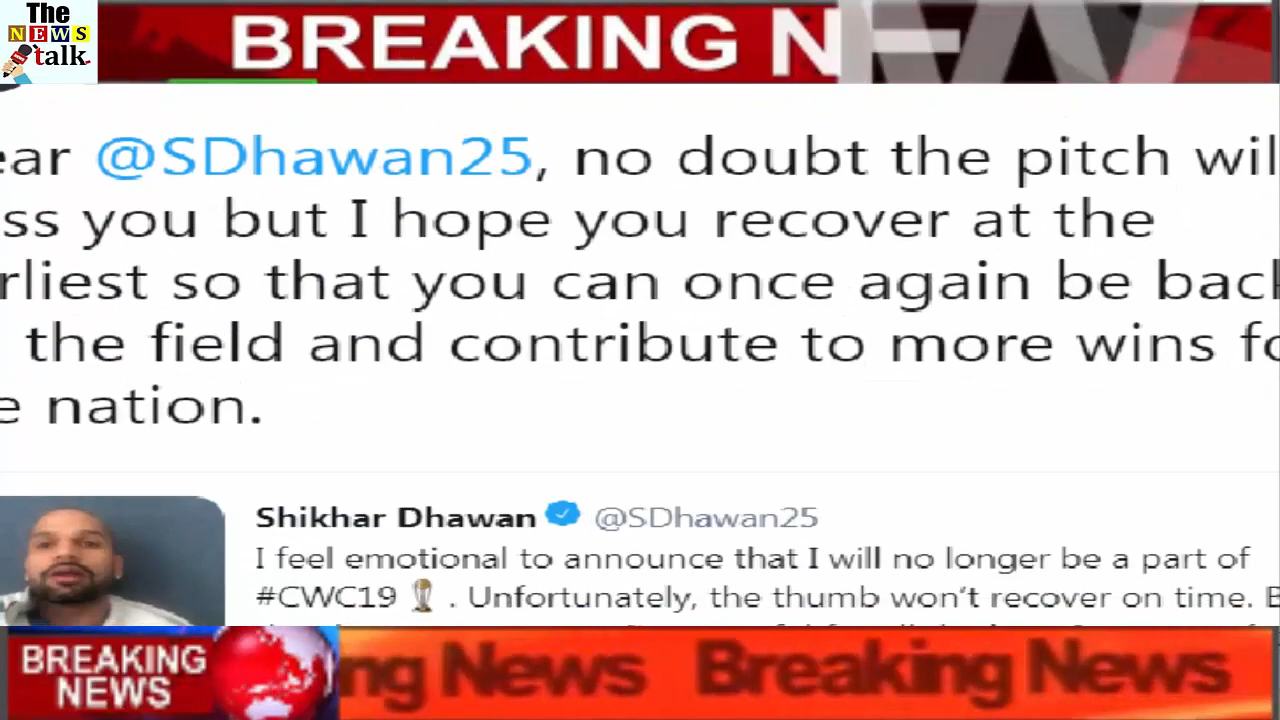 The
NEWS
talk.
BREAKING N
ear @SDhawan25, no doubt the pitch wil
ss you but I hope you recover at the
rliest so that you can once again be back
the field and contribute to more wins fo
e nation.
Shikhar Dhawan @SDhawan25
I feel emotional to announce that I will no longer be a part of
#CWC19 🏆 . Unfortunately, the thumb won't recover on time. B
BREAKING
NEWS
ng News Breaking News